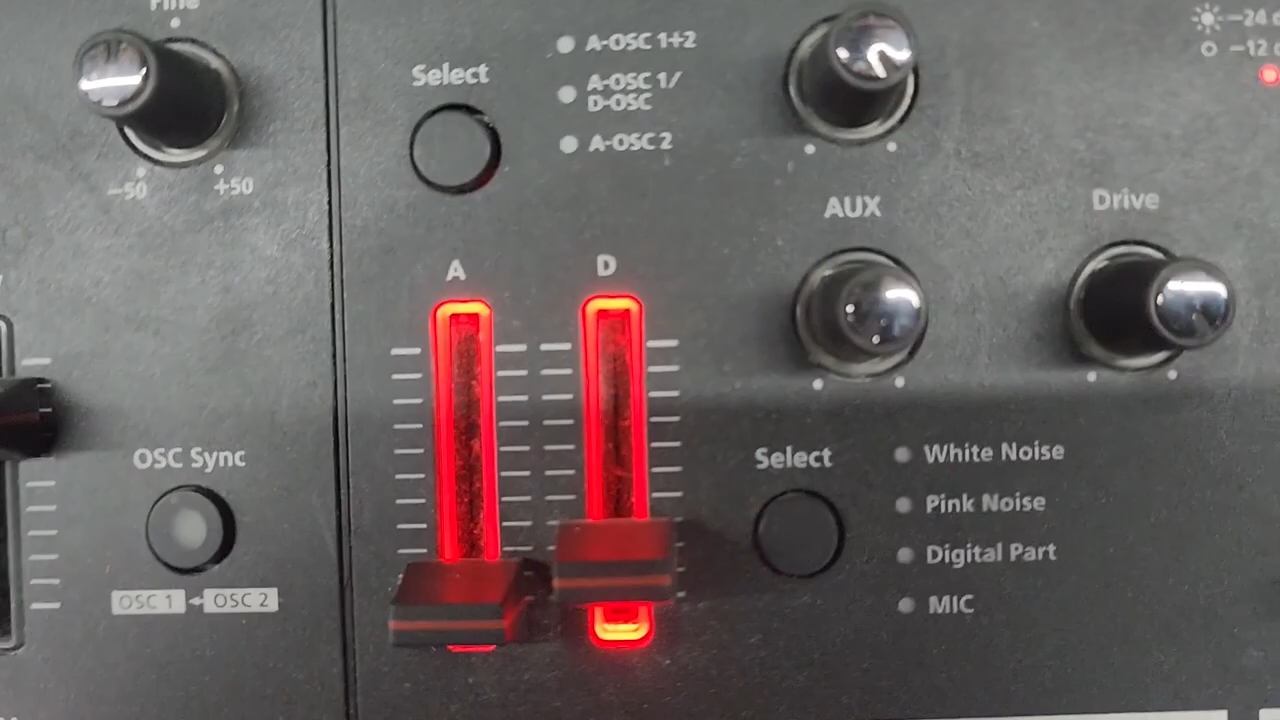 Fine
-50
+50
Select
A-OSC 1+2
A-OSC 1/
D-OSC
A-OSC 2
-24
-12
AUX
Drive
A
D
OSC Sync
OSC 1
OSC 2
Select
White Noise
Pink Noise
Digital Part
MIC